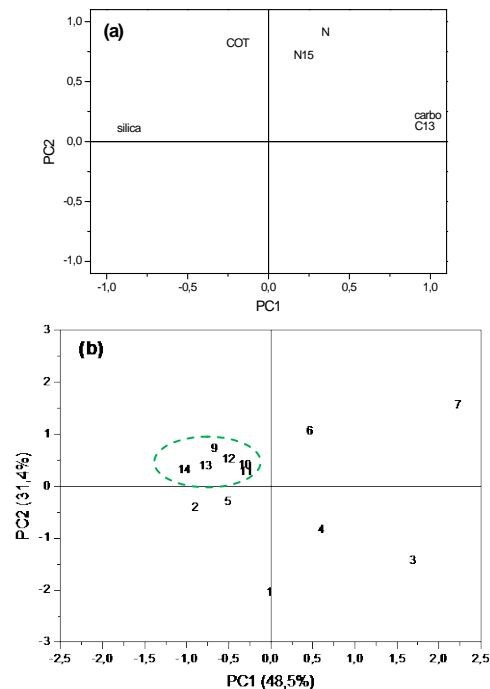 (a)
1,0
0,5
0,0
-0,5
-1,0
PC2
COT
N
N15
silica
carbo
C13
-1,0 -0,5 0,0 0,5 1,0
PC1
(b)
3
2
1
0
-1
-2
-3
PC2 (31,4%)
7
6
9
12
10
14
13
11
5
2
4
3
1
-2,5 -2,0 -1,5 -1,0 -0,5 0,0 0,5 1,0 1,5 2,0 2,5
PC1 (48,5%)